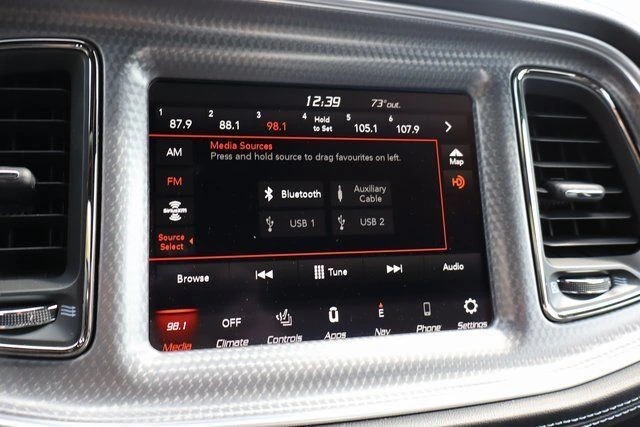 12:39 73°out.
1 87.9 2 88.1 3 98.1 4 Hold to Set 5 105.1 6 107.9
AM
Media Sources
Press and hold source to drag favourites on left.
Map
FM
Bluetooth
Auxiliary Cable
SiriusXM
USB 1
USB 2
Source Select
Browse
Tune
Audio
98.1 OFF E
Media Climate Controls Apps Nav Phone Settings